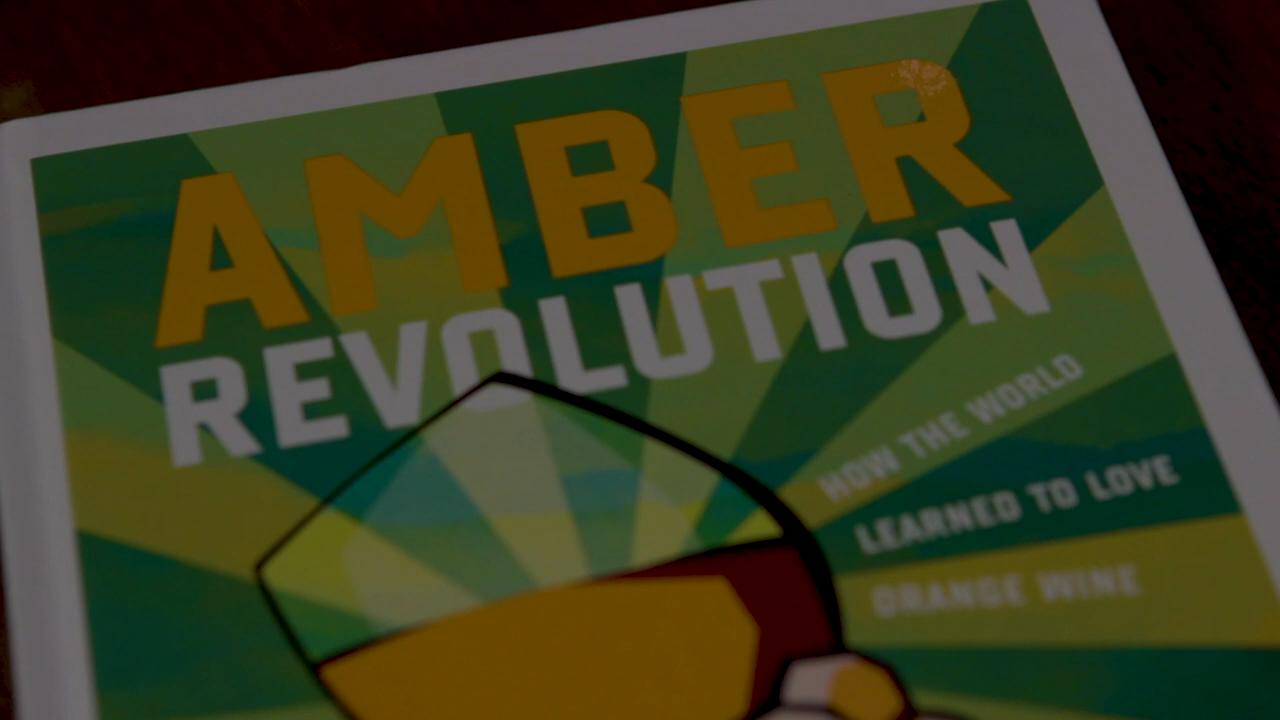 AMBER
REVOLUTION
HOW THE WORLD
LEARNED TO LOVE
ORANGE WINE